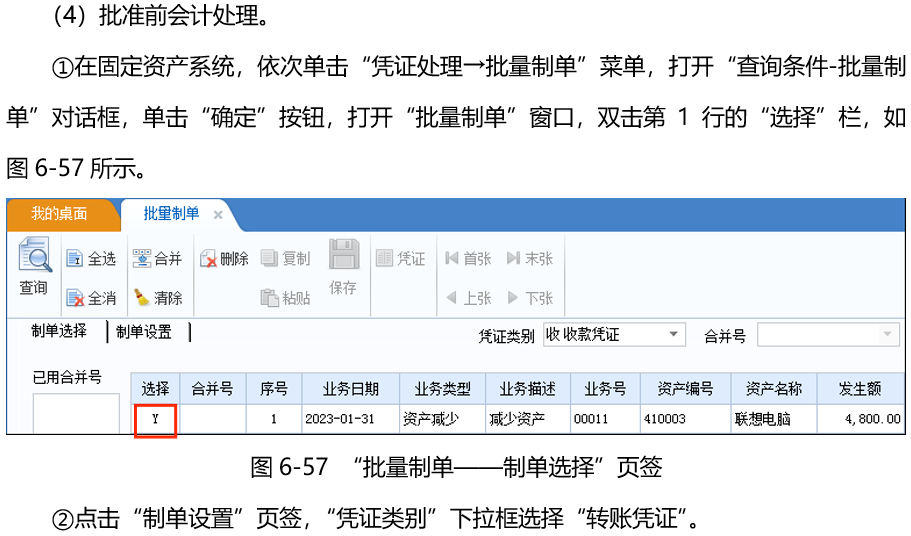 （4）批准前会计处理。
①在固定资产系统，依次单击“凭证处理→批量制单”菜单，打开“查询条件-批量制
单”对话框，单击“确定”按钮，打开“批量制单”窗口，双击第 1 行的“选择”栏，如
图 6-57 所示。
我的桌面 批量制单
全选 合并 删除 复制 凭证 首张 末张
查询 保存
全消 清除 粘贴 上张 下张
制单选择 制单设置 凭证类别 收 收款凭证 合并号
已用合并号
选择 合并号 序号 业务日期 业务类型 业务描述 业务号 资产编号 资产名称 发生额
Y 1 2023-01-31 资产减少 减少资产 00011 410003 联想电脑 4,800.00
图 6-57 “批量制单——制单选择”页签
②点击“制单设置”页签，“凭证类别”下拉框选择“转账凭证”。